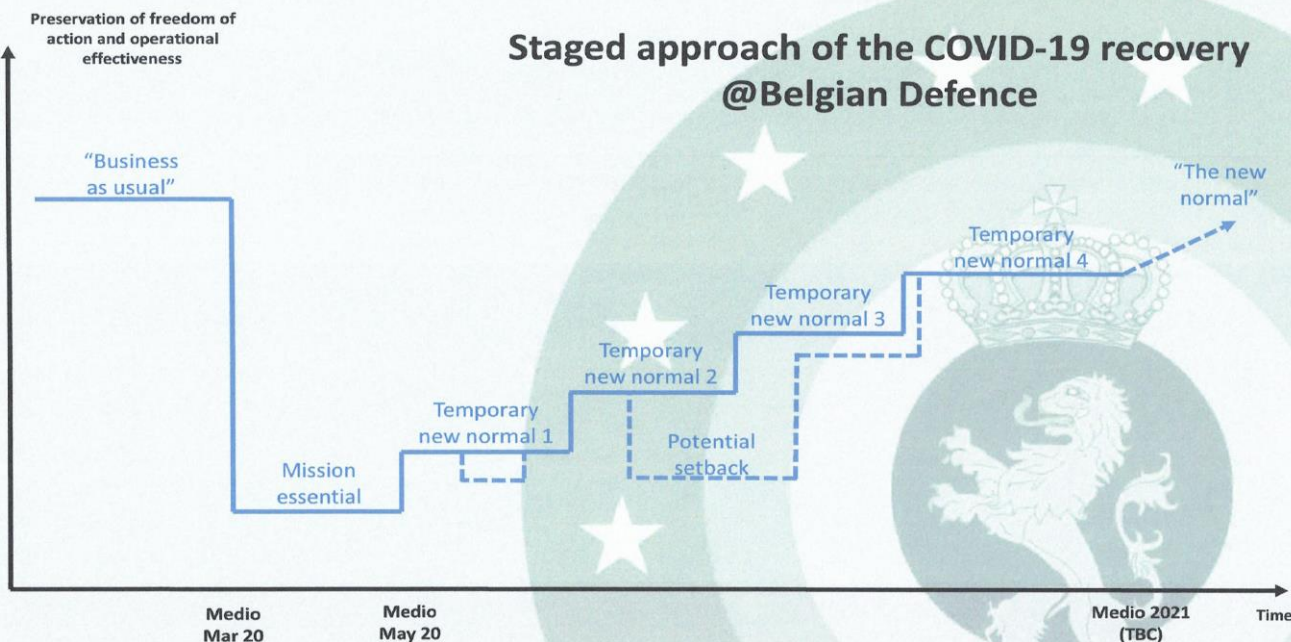 Preservation of freedom of
action and operational
effectiveness
Staged approach of the COVID-19 recovery
@Belgian Defence
“Business
as usual”
“The new
normal”
Temporary
new normal 4
Temporary
new normal 3
Temporary
new normal 2
Temporary
new normal 1
Potential
setback
Mission
essential
Medio
Mar 20
Medio
May 20
Medio 2021
(TBC)
Time